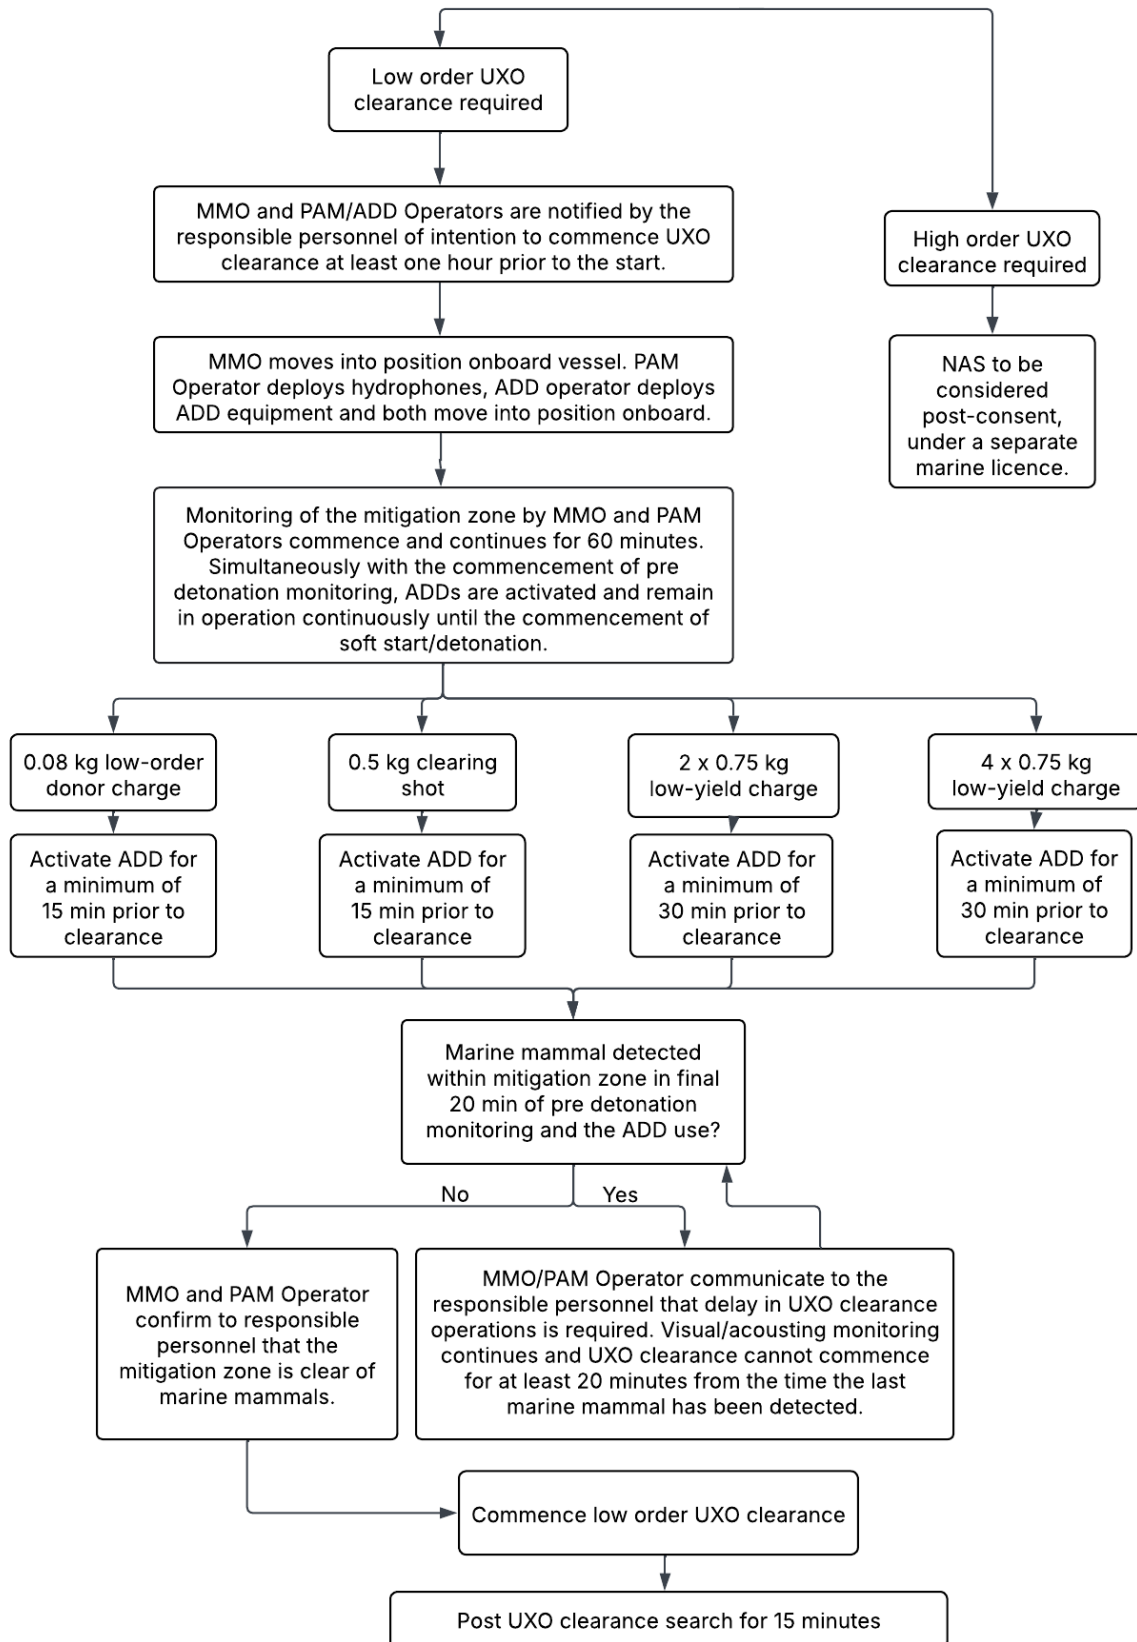 Low order UXO
clearance required
MMO and PAM/ADD Operators are notified by the
responsible personnel of intention to commence UXO
clearance at least one hour prior to the start.
High order UXO
clearance required
MMO moves into position onboard vessel. PAM
Operator deploys hydrophones, ADD operator deploys
ADD equipment and both move into position onboard.
NAS to be
considered
post-consent,
under a separate
marine licence.
Monitoring of the mitigation zone by MMO and PAM
Operators commence and continues for 60 minutes.
Simultaneously with the commencement of pre
detonation monitoring, ADDs are activated and remain
in operation continuously until the commencement of
soft start/detonation.
0.08 kg low-order
donor charge
0.5 kg clearing
shot
2 x 0.75 kg
low-yield charge
4 x 0.75 kg
low-yield charge
Activate ADD for
a minimum of
15 min prior to
clearance
Activate ADD for
a minimum of
15 min prior to
clearance
Activate ADD for
a minimum of
30 min prior to
clearance
Activate ADD for
a minimum of
30 min prior to
clearance
Marine mammal detected
within mitigation zone in final
20 min of pre detonation
monitoring and the ADD use?
No
Yes
MMO and PAM Operator
confirm to responsible
personnel that the
mitigation zone is clear of
marine mammals.
MMO/PAM Operator communicate to the
responsible personnel that delay in UXO clearance
operations is required. Visual/acousting monitoring
continues and UXO clearance cannot commence
for at least 20 minutes from the time the last
marine mammal has been detected.
Commence low order UXO clearance
Post UXO clearance search for 15 minutes